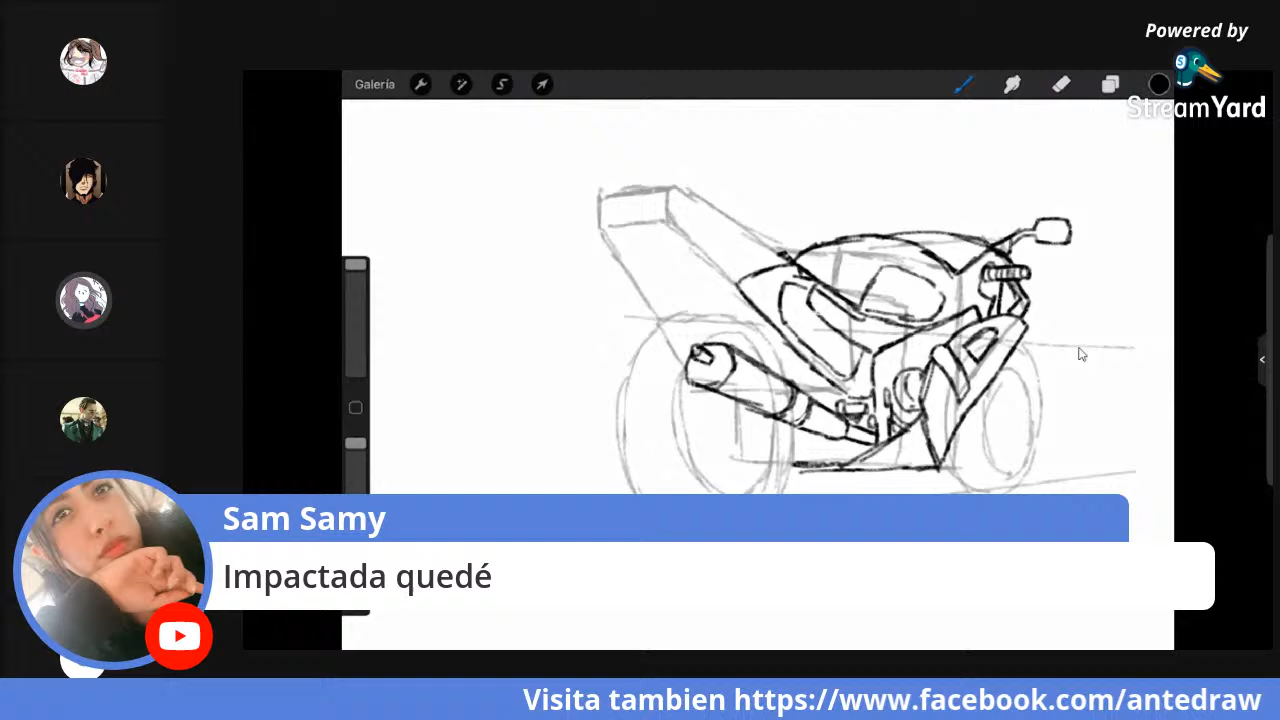 Powered by
StreamYard
Galería
Sam Samy
Impactada quedé
Visita tambien https://www.facebook.com/antedraw